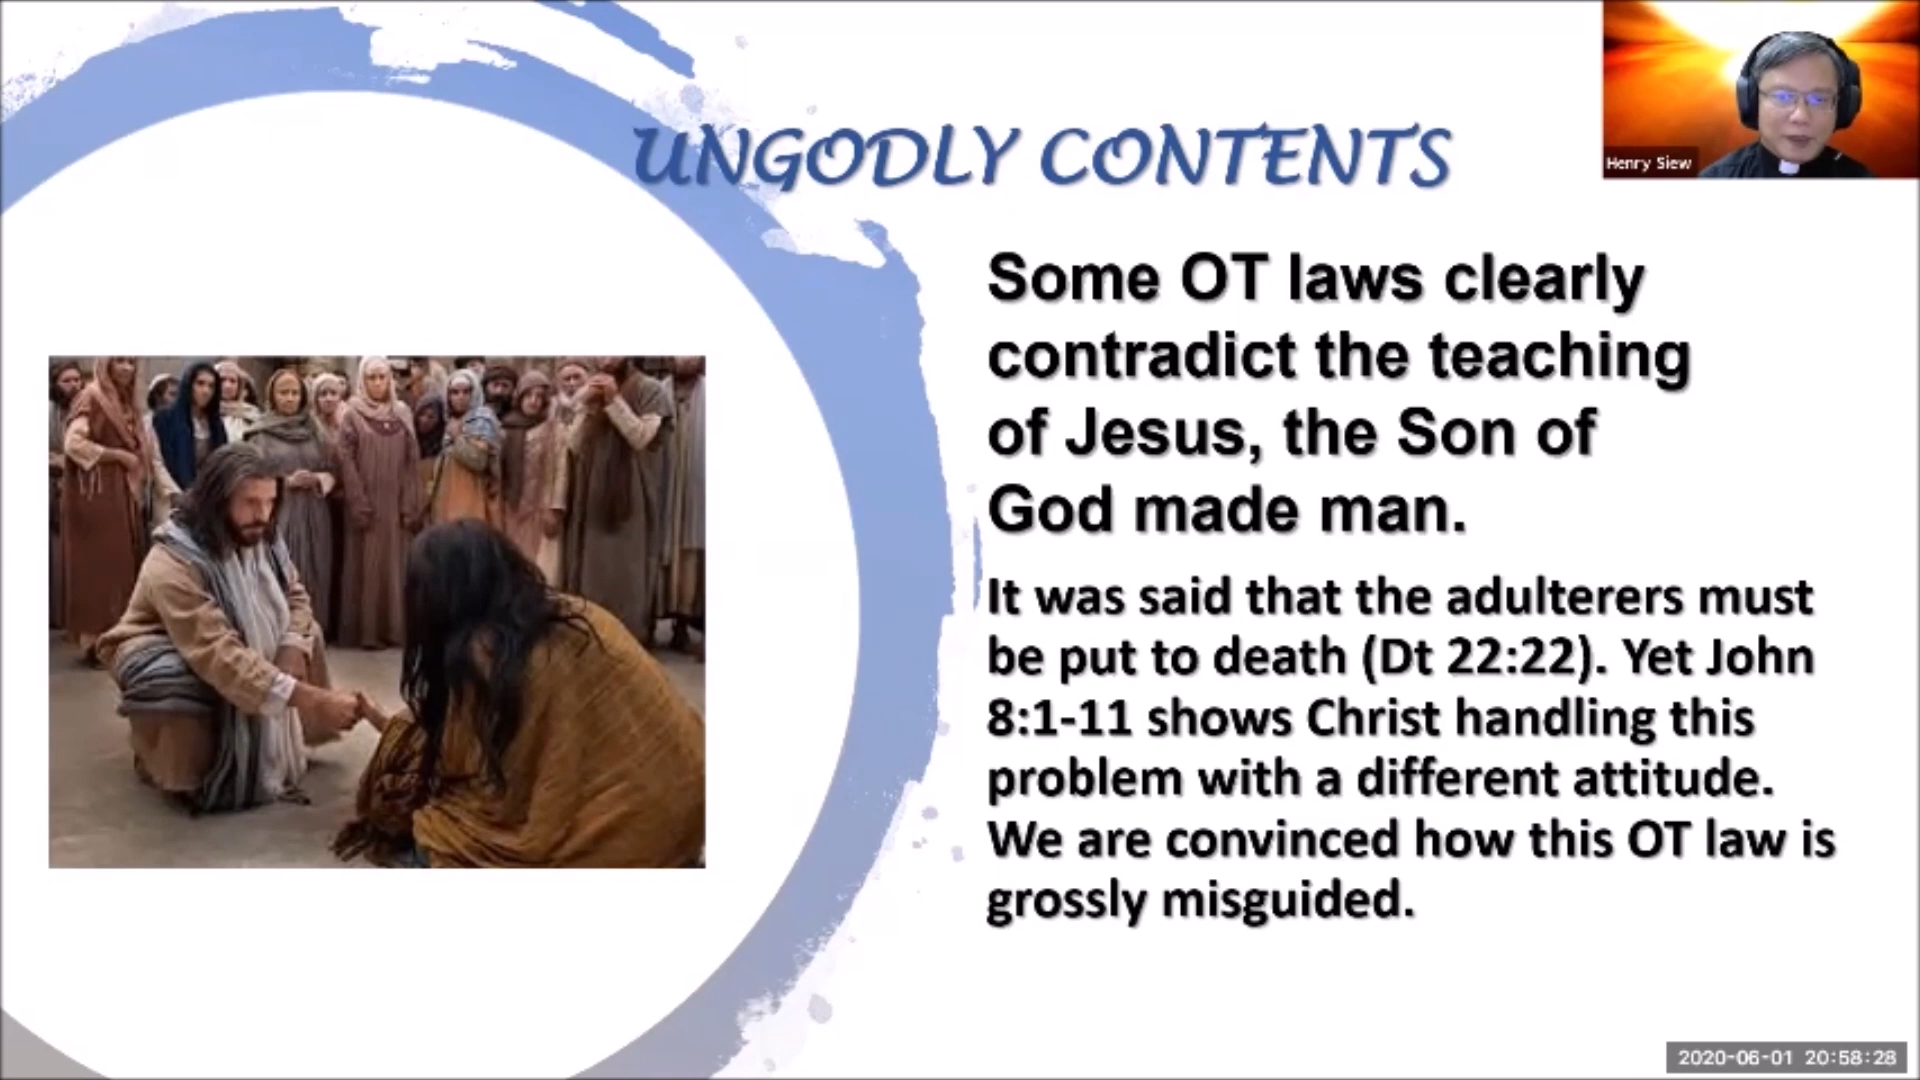 UNGODLY CONTENTS
Henry Siew
Some OT laws clearly
contradict the teaching
of Jesus, the Son of
God made man.
It was said that the adulterers must
be put to death (Dt 22:22). Yet John
8:1-11 shows Christ handling this
problem with a different attitude.
We are convinced how this OT law is
grossly misguided.
2020-06-01 20:58:28